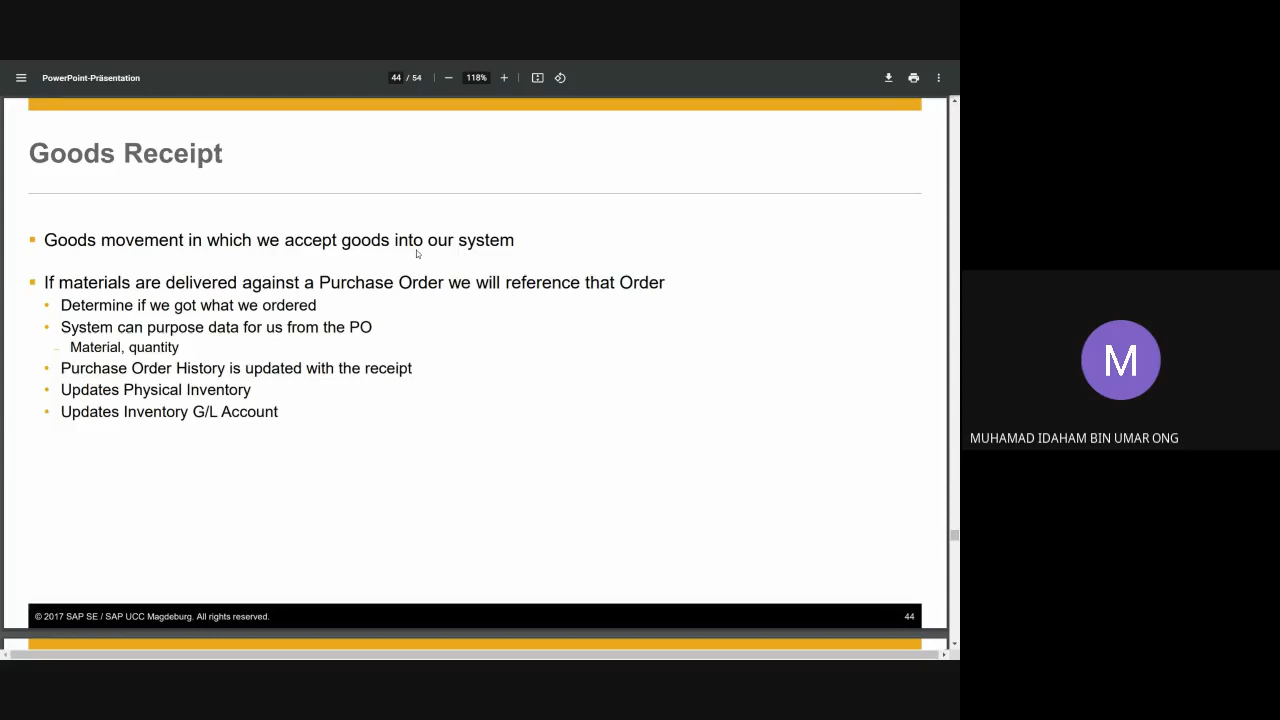 PowerPoint-Präsentation
44 / 54
118%
Goods Receipt
Goods movement in which we accept goods into our system
If materials are delivered against a Purchase Order we will reference that Order
Determine if we got what we ordered
System can purpose data for us from the PO
Material, quantity
Purchase Order History is updated with the receipt
Updates Physical Inventory
Updates Inventory G/L Account
© 2017 SAP SE / SAP UCC Magdeburg. All rights reserved.
44
M
MUHAMAD IDAHAM BIN UMAR ONG